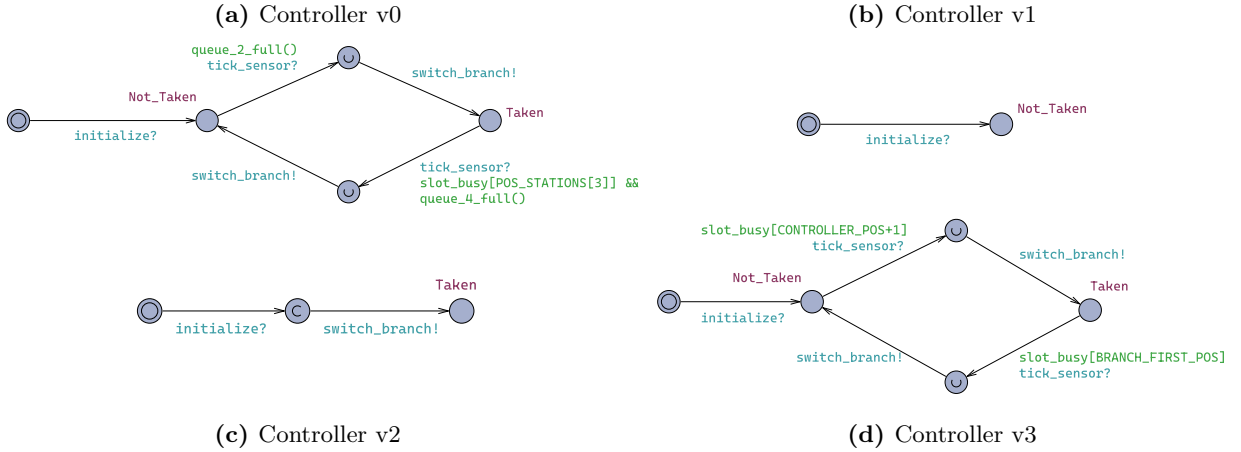 (a) Controller v0
(b) Controller v1
queue_2_full()
tick_sensor?
switch_branch!
Not_Taken
Taken
initialize?
switch_branch!
tick_sensor?
slot_busy[POS_STATIONS[3]] &&
queue_4_full()
Not_Taken
initialize?
Taken
initialize?
switch_branch!
slot_busy[CONTROLLER_POS+1]
tick_sensor?
switch_branch!
Not_Taken
Taken
initialize?
switch_branch!
slot_busy[BRANCH_FIRST_POS]
tick_sensor?
(c) Controller v2
(d) Controller v3